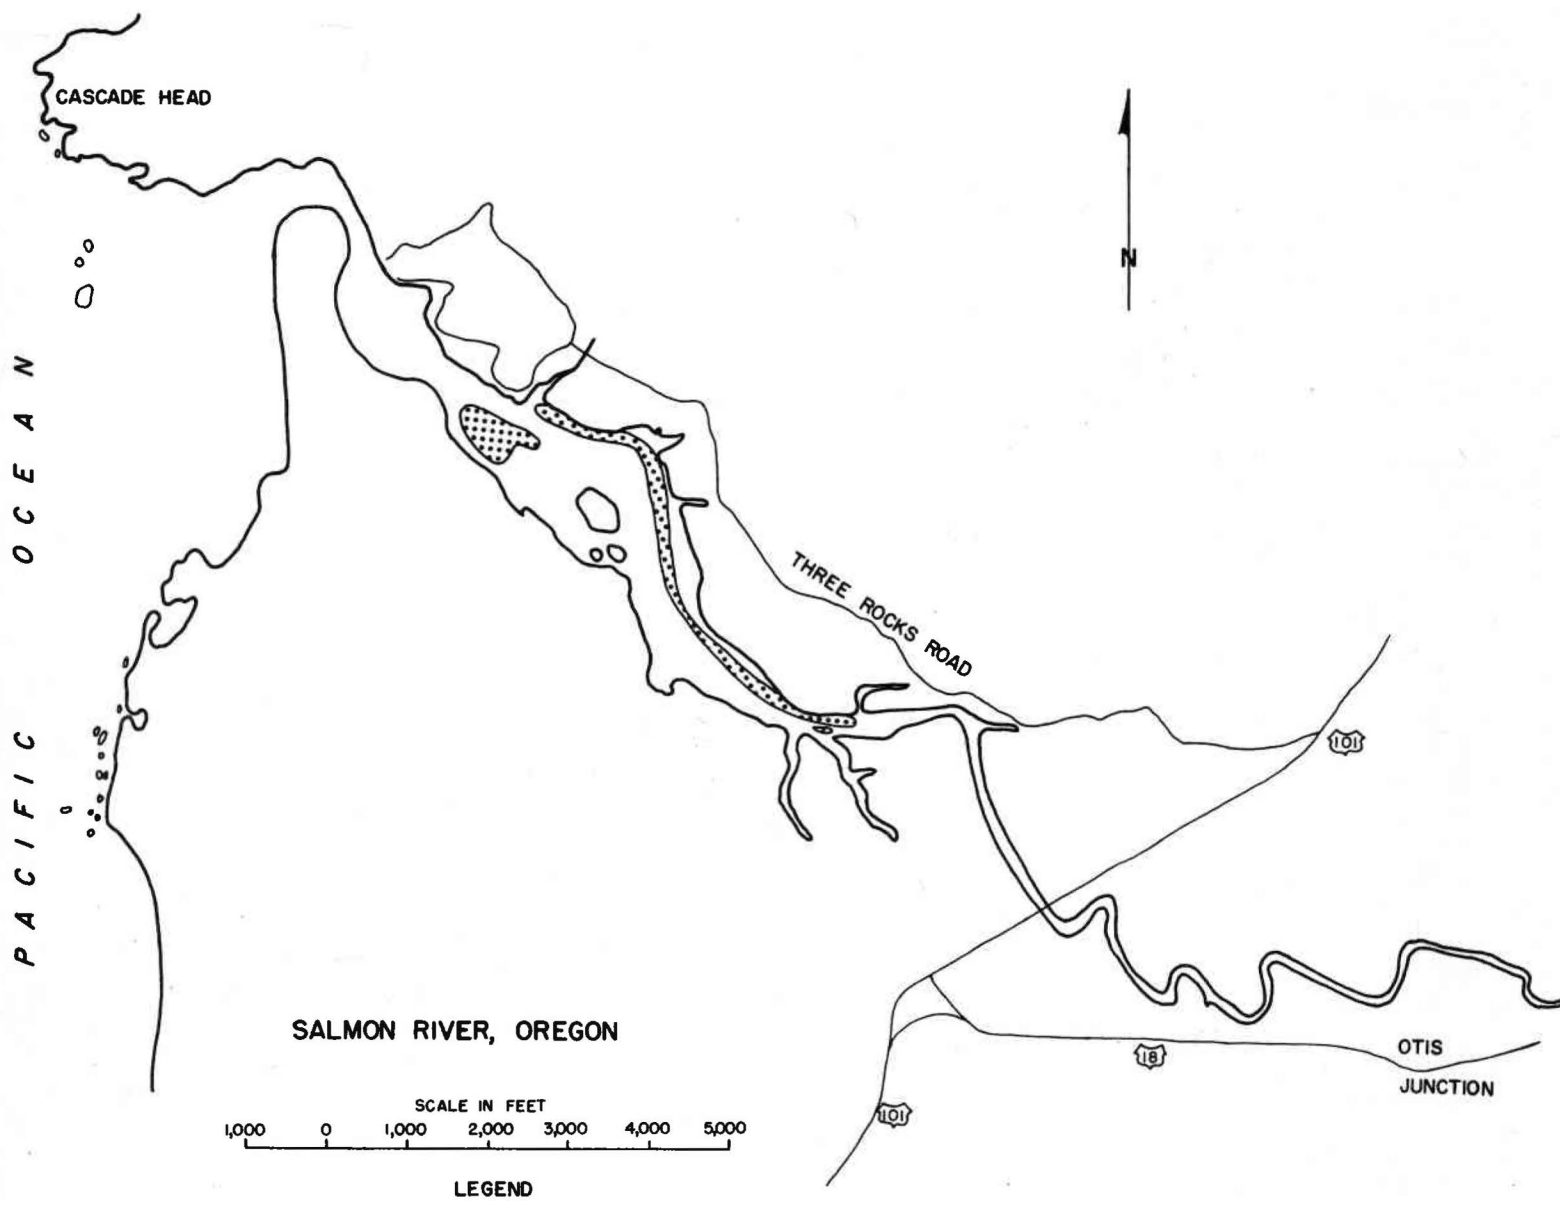 CASCADE HEAD
N
PACIFIC OCEAN
THREE ROCKS ROAD
101
SALMON RIVER, OREGON
OTIS
JUNCTION
18
101
SCALE IN FEET
1,000 0 1,000 2,000 3,000 4,000 5,000
LEGEND